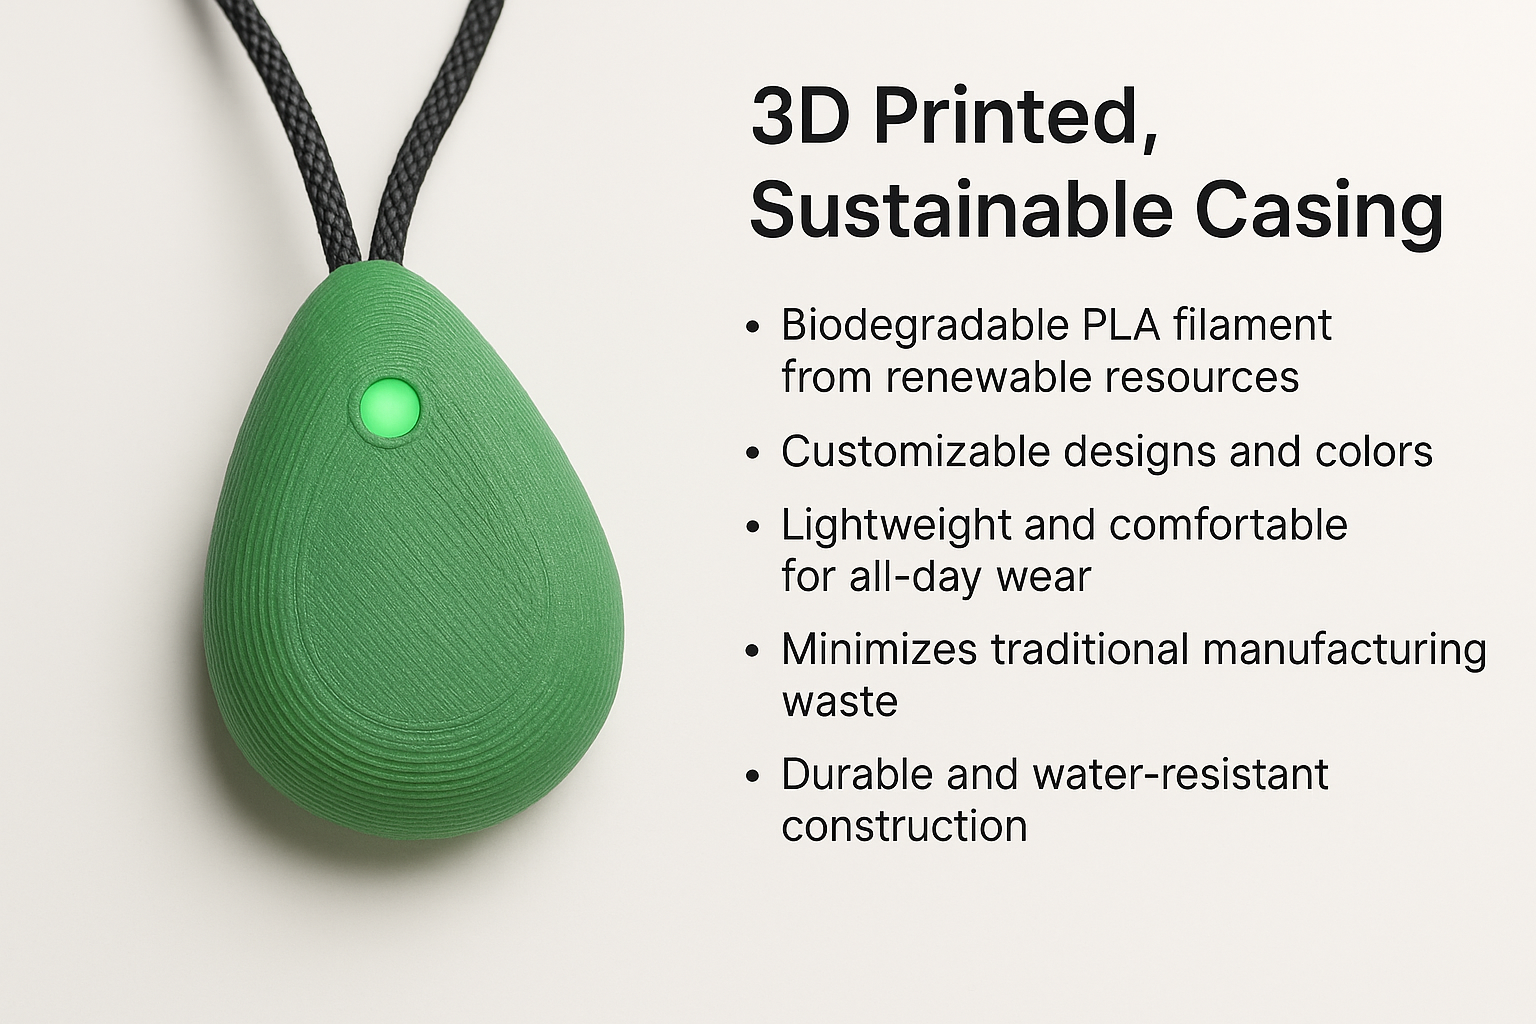 3D Printed,
Sustainable Casing
• Biodegradable PLA filament
from renewable resources
• Customizable designs and colors
• Lightweight and comfortable
for all-day wear
• Minimizes traditional manufacturing
waste
• Durable and water-resistant
construction